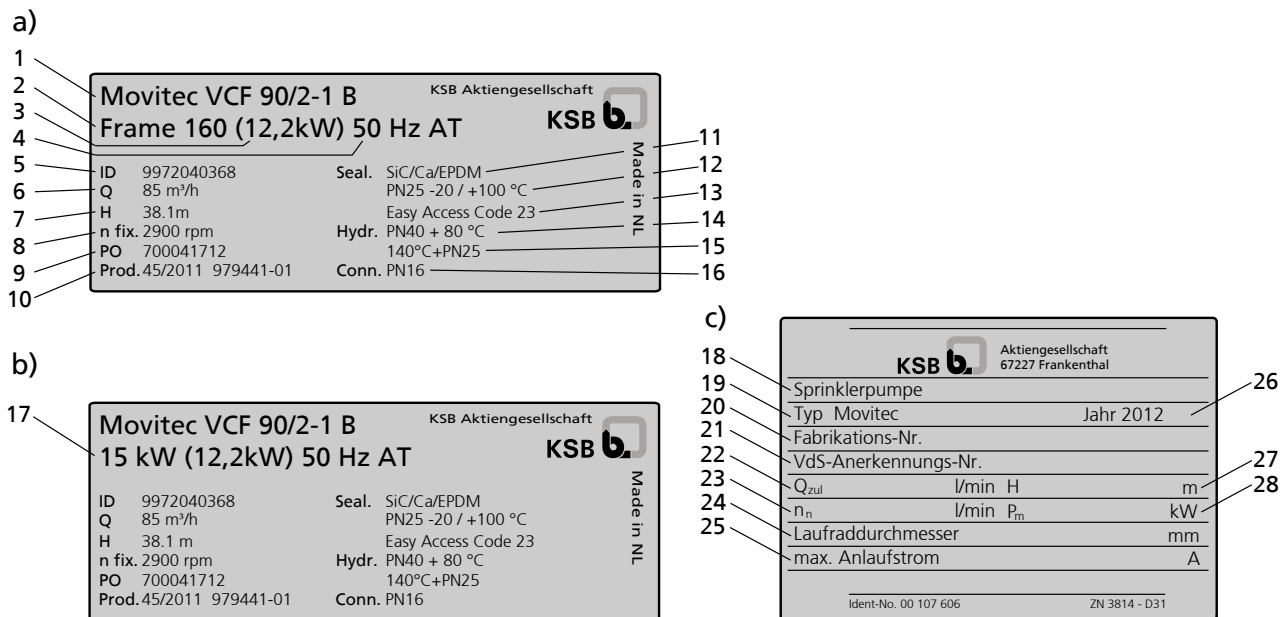 a)
1
2
3
4
5
6
7
8
9
10
Movitec VCF 90/2-1 B
KSB Aktiengesellschaft
Frame 160 (12,2kW) 50 Hz AT
KSB b.
Made in NL
ID 9972040368 Seal. SiC/Ca/EPDM
Q 85 m³/h PN25 -20 / +100 °C
H 38.1m Easy Access Code 23
n fix. 2900 rpm Hydr. PN40 + 80 °C
PO 700041712 140°C+PN25
Prod. 45/2011 979441-01 Conn. PN16
11
12
13
14
15
16
b)
17
Movitec VCF 90/2-1 B
KSB Aktiengesellschaft
15 kW (12,2kW) 50 Hz AT
KSB b.
Made in NL
ID 9972040368 Seal. SiC/Ca/EPDM
Q 85 m³/h PN25 -20 / +100 °C
H 38.1 m Easy Access Code 23
n fix. 2900 rpm Hydr. PN40 + 80 °C
PO 700041712 140°C+PN25
Prod. 45/2011 979441-01 Conn. PN16
c)
18
19
20
21
22
23
24
25
KSB b.
Aktiengesellschaft
67227 Frankenthal
Sprinklerpumpe
Typ Movitec Jahr 2012
Fabrikations-Nr.
VdS-Anerkennungs-Nr.
Qzul l/min H m
nn l/min Pm kW
Laufraddurchmesser mm
max. Anlaufstrom A
Ident-No. 00 107 606 ZN 3814 - D31
26
27
28